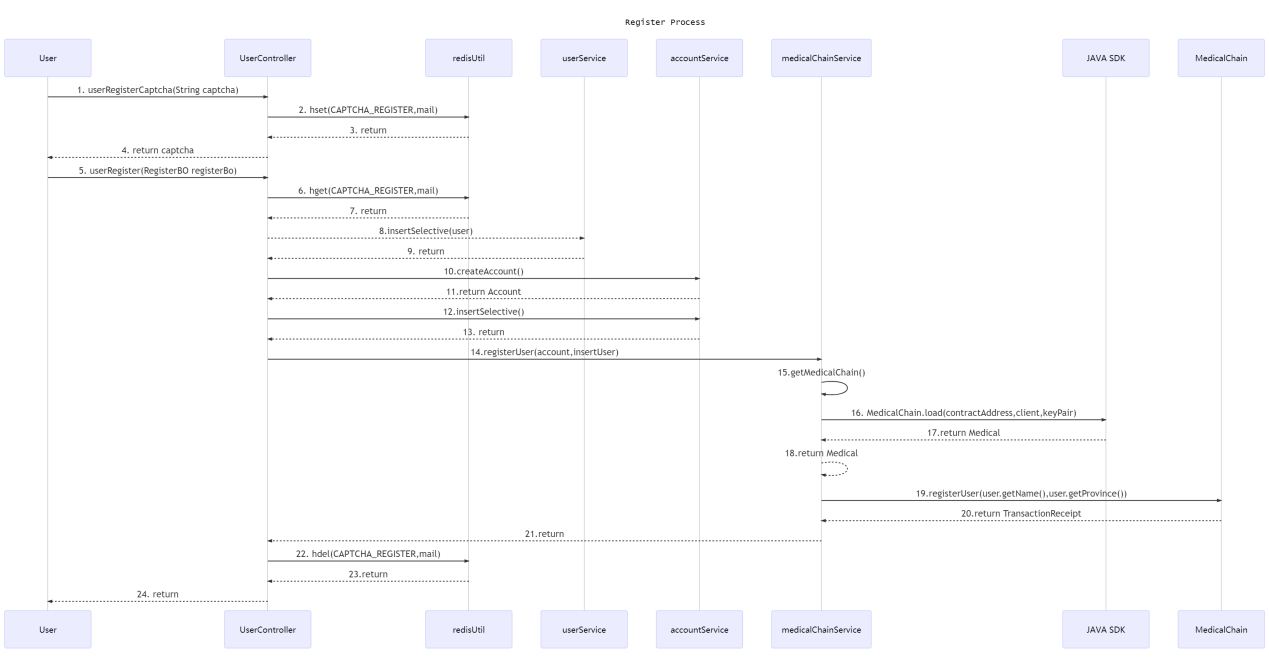 Register Process
User
UserController
redisUtil
userService
accountService
medicalChainService
JAVA SDK
MedicalChain
1. userRegisterCaptcha(String captcha)
2. hset(CAPTCHA_REGISTER,mail)
3. return
4. return captcha
5. userRegister(RegisterBO registerBo)
6. hget(CAPTCHA_REGISTER,mail)
7. return
8.insertSelective(user)
9. return
10.createAccount()
11.return Account
12.insertSelective()
13. return
14.registerUser(account,insertUser)
15.getMedicalChain()
16. MedicalChain.load(contractAddress,client,keyPair)
17.return Medical
18.return Medical
19.registerUser(user.getName(),user.getProvince())
20.return TransactionReceipt
21.return
22. hdel(CAPTCHA_REGISTER,mail)
23.return
24. return
User
UserController
redisUtil
userService
accountService
medicalChainService
JAVA SDK
MedicalChain